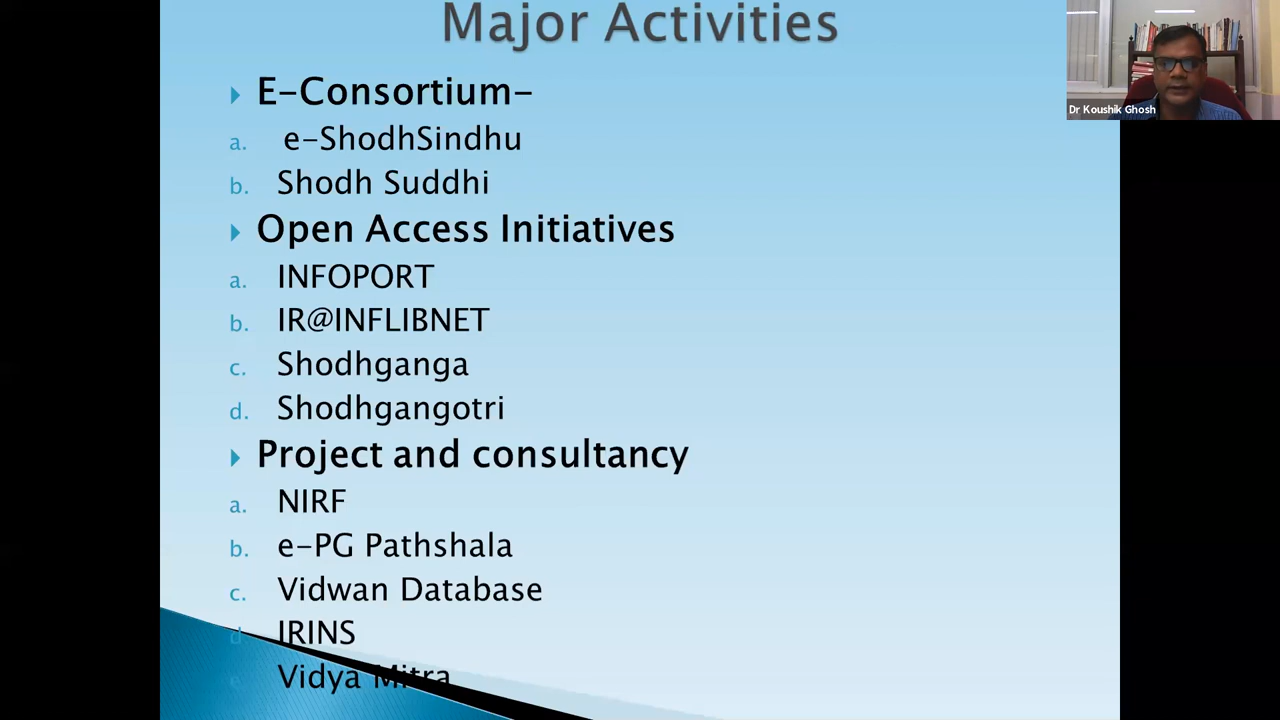 Major Activities
E-Consortium-
a. e-ShodhSindhu
b. Shodh Suddhi
Open Access Initiatives
a. INFOPORT
b. IR@INFLIBNET
c. Shodhganga
d. Shodhgangotri
Project and consultancy
a. NIRF
b. e-PG Pathshala
c. Vidwan Database
d. IRINS
e. Vidya Mitra
Dr Koushik Ghosh